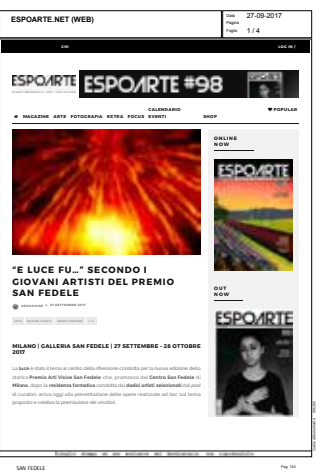 ESPOARTE.NET (WEB)
Data 27-09-2017
Pagina
Foglio 1 / 4
CHI
LOG IN /
ESPOARTE
ESPOARTE #98
MAGAZINE ARTE FOTOGRAFIA EXTRA FOCUS CALENDARIO EVENTI SHOP
POPULAR
ONLINE NOW
"E LUCE FU…" SECONDO I
GIOVANI ARTISTI DEL PREMIO
SAN FEDELE
27 SETTEMBRE 2017
MILANO | GALLERIA SAN FEDELE | 27 SETTEMBRE - 28 OTTOBRE
2017
La luce è stato il tema al centro della riflessione condotta per la nuova edizione dello
storico Premio Arti Visive San Fedele che, promosso dal Centro San Fedele di
Milano, dopo la residenza formativa condotta dai dodici artisti selezionati dal pool
di curatori, arriva oggi alla presentazione delle opere realizzate ad hoc sul tema
proposto e celebra la premiazione dei vincitori.
OUT
NOW
ESPOARTE
SAN FEDELE